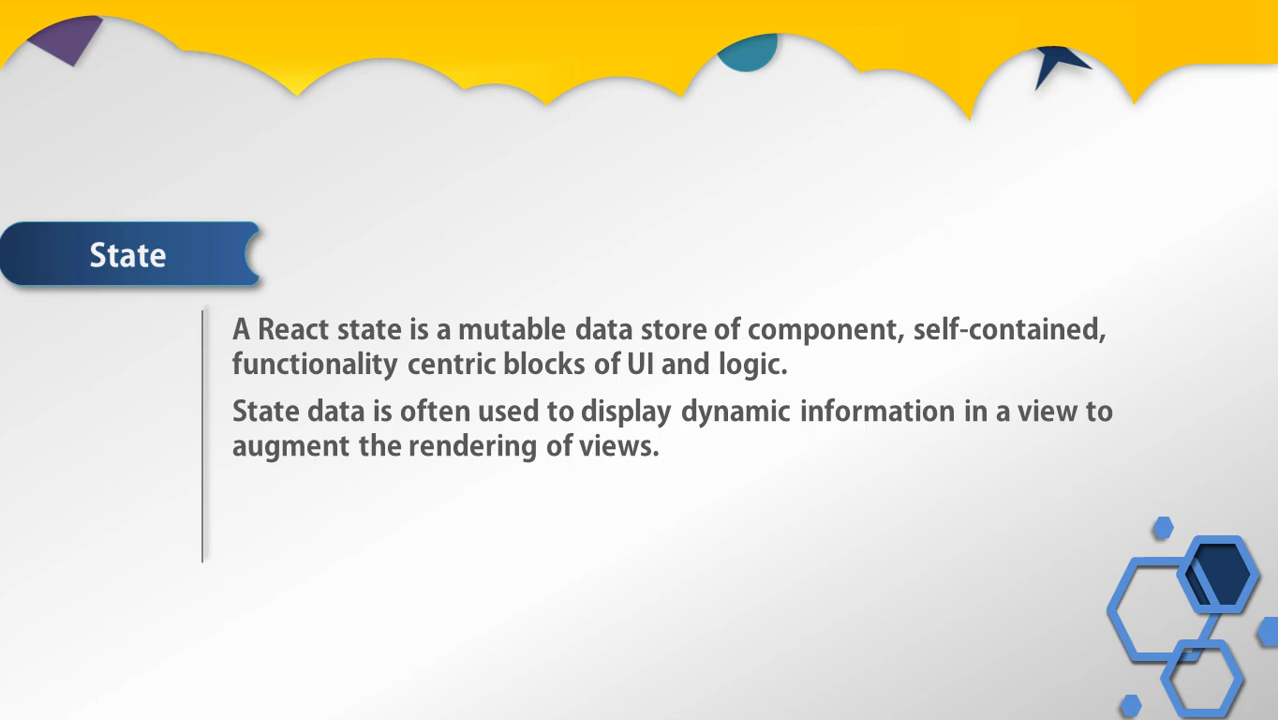 State
A React state is a mutable data store of component, self-contained,
functionality centric blocks of UI and logic.
State data is often used to display dynamic information in a view to
augment the rendering of views.